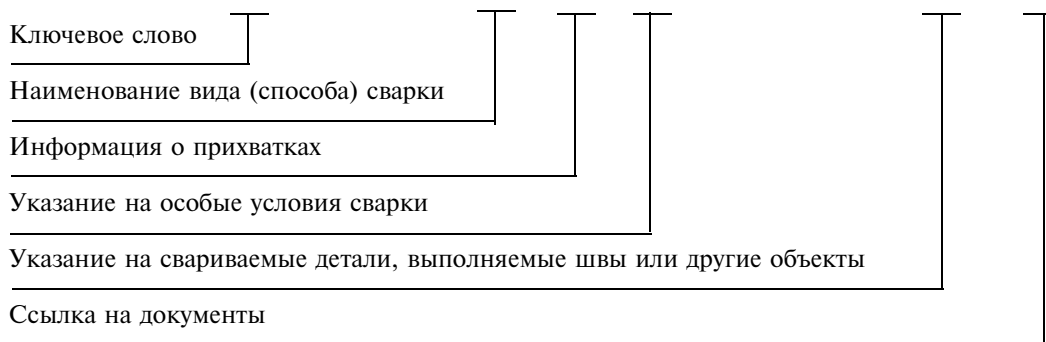 Ключевое слово
Наименование вида (способа) сварки
Информация о прихватках
Указание на особые условия сварки
Указание на свариваемые детали, выполняемые швы или другие объекты
Ссылка на документы